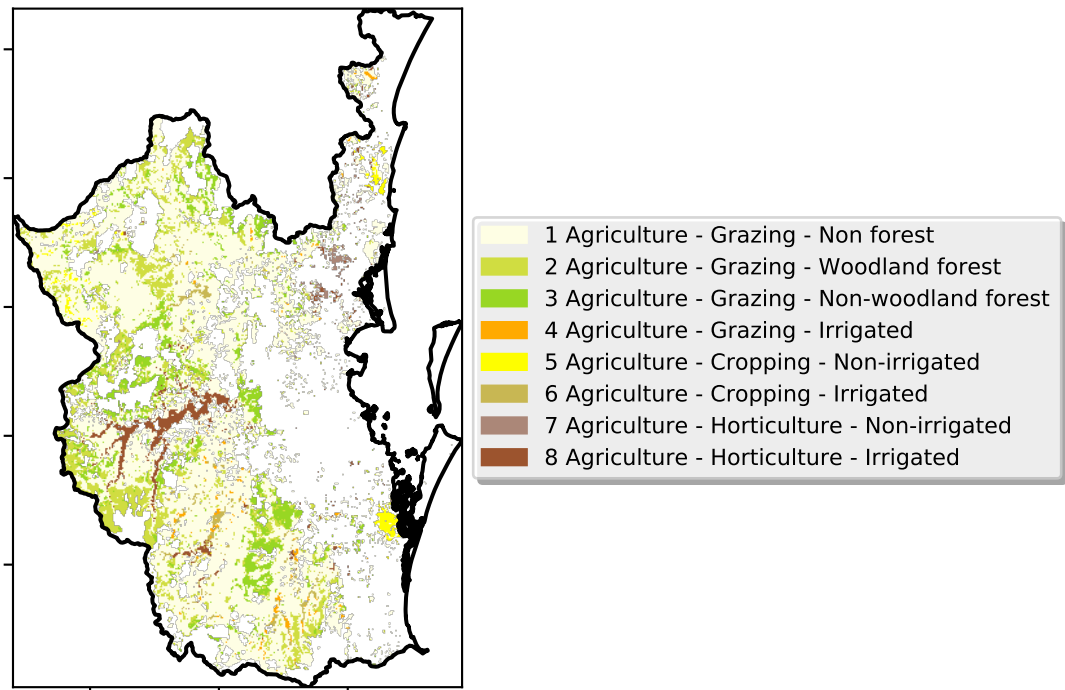 1 Agriculture - Grazing - Non forest
2 Agriculture - Grazing - Woodland forest
3 Agriculture - Grazing - Non-woodland forest
4 Agriculture - Grazing - Irrigated
5 Agriculture - Cropping - Non-irrigated
6 Agriculture - Cropping - Irrigated
7 Agriculture - Horticulture - Non-irrigated
8 Agriculture - Horticulture - Irrigated